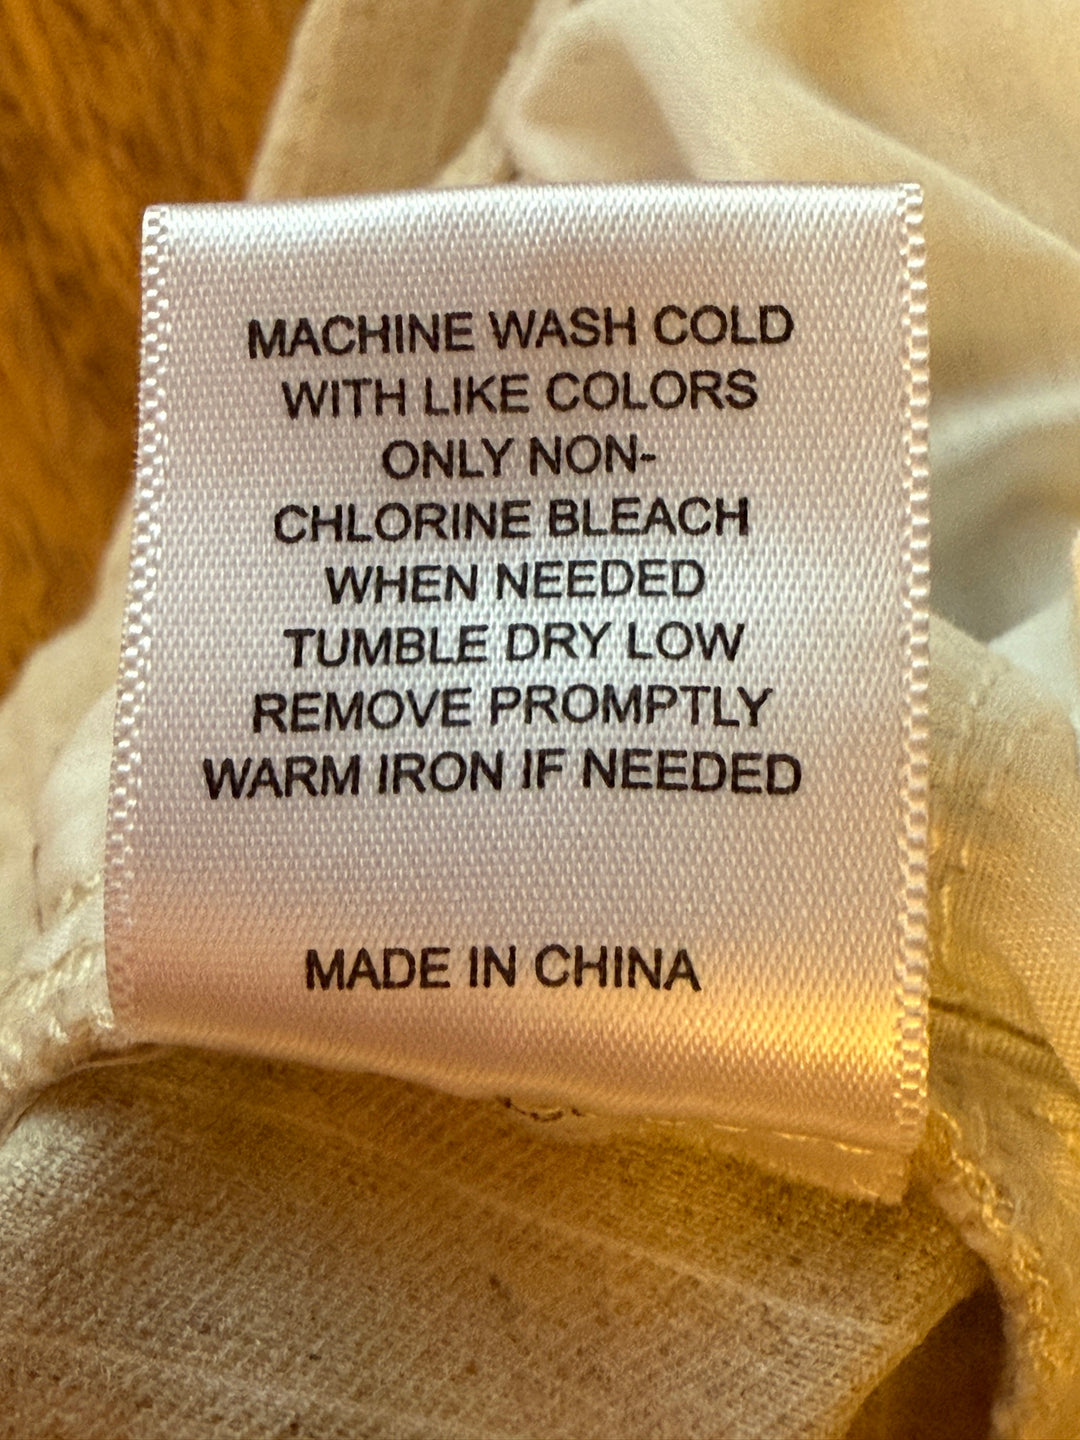 MACHINE WASH COLD
WITH LIKE COLORS
ONLY NON-
CHLORINE BLEACH
WHEN NEEDED
TUMBLE DRY LOW
REMOVE PROMPTLY
WARM IRON IF NEEDED
MADE IN CHINA